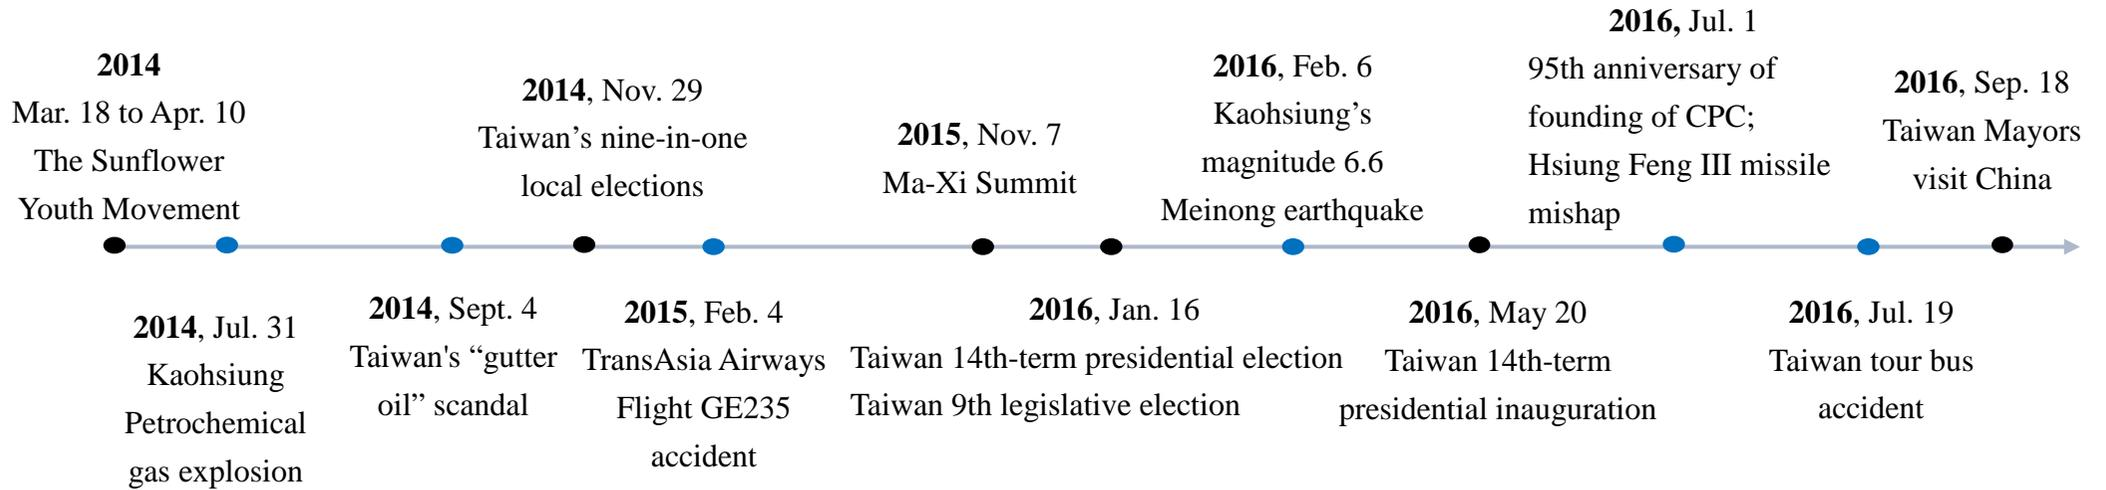 2014
Mar. 18 to Apr. 10
The Sunflower
Youth Movement
2014, Jul. 31
Kaohsiung
Petrochemical
gas explosion
2014, Sept. 4
Taiwan's “gutter
oil” scandal
2014, Nov. 29
Taiwan’s nine-in-one
local elections
2015, Feb. 4
TransAsia Airways
Flight GE235
accident
2015, Nov. 7
Ma-Xi Summit
2016, Jan. 16
Taiwan 14th-term presidential election
Taiwan 9th legislative election
2016, Feb. 6
Kaohsiung’s
magnitude 6.6
Meinong earthquake
2016, May 20
Taiwan 14th-term
presidential inauguration
2016, Jul. 1
95th anniversary of
founding of CPC;
Hsiung Feng III missile
mishap
2016, Jul. 19
Taiwan tour bus
accident
2016, Sep. 18
Taiwan Mayors
visit China